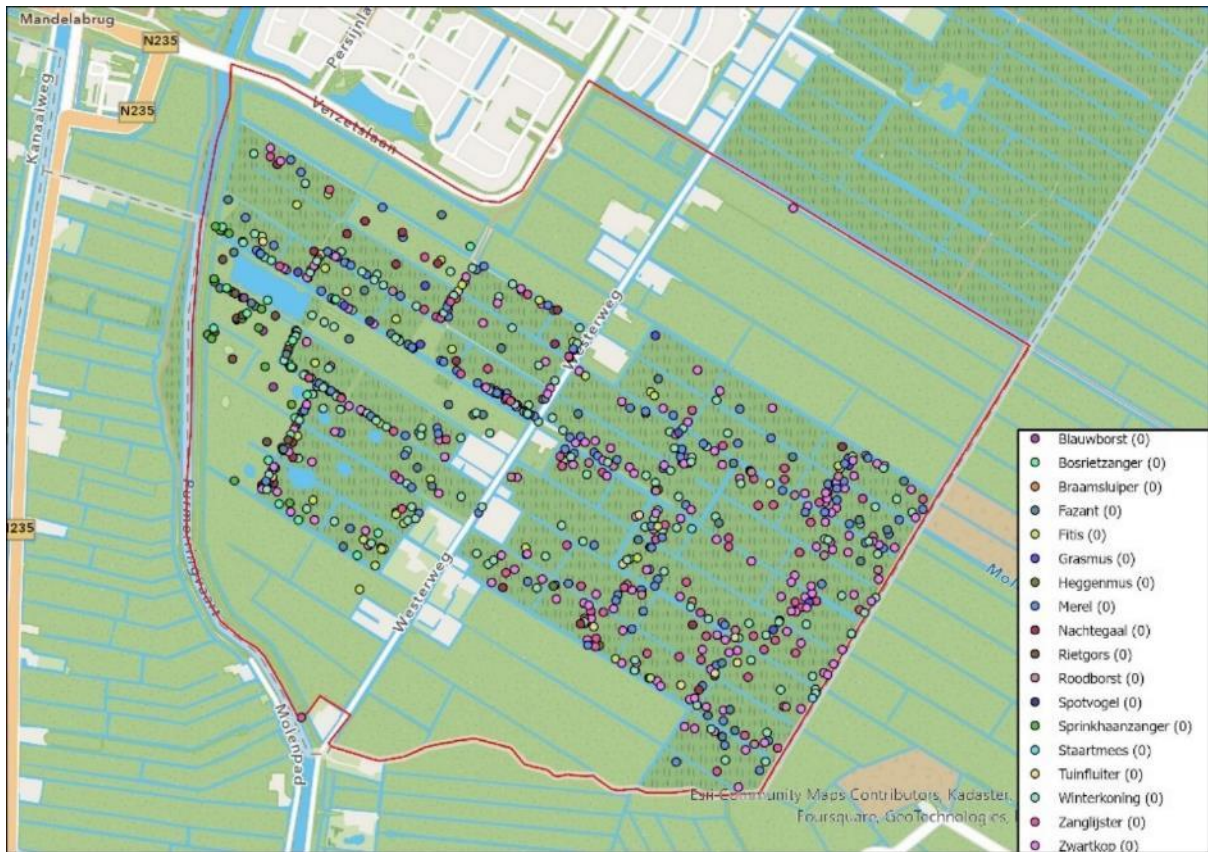 Mandelabrug
N235
Persijnla
Kanaalweg
N235
Verzetslaan
Westerweg
Westerweg
N235
Molenpad
Esri Community Maps Contributors, Kadaster,
Foursquare, GeoTechnologies,
Blauwborst (0)
Bosrietzanger (0)
Braamsluiper (0)
Fazant (0)
Fitis (0)
Grasmus (0)
Heggenmus (0)
Merel (0)
Nachtegaal (0)
Rietgors (0)
Roodborst (0)
Spotvogel (0)
Sprinkhaanzanger (0)
Staartmees (0)
Tuinfluiter (0)
Winterkoning (0)
Zanglijster (0)
Zwartkop (0)